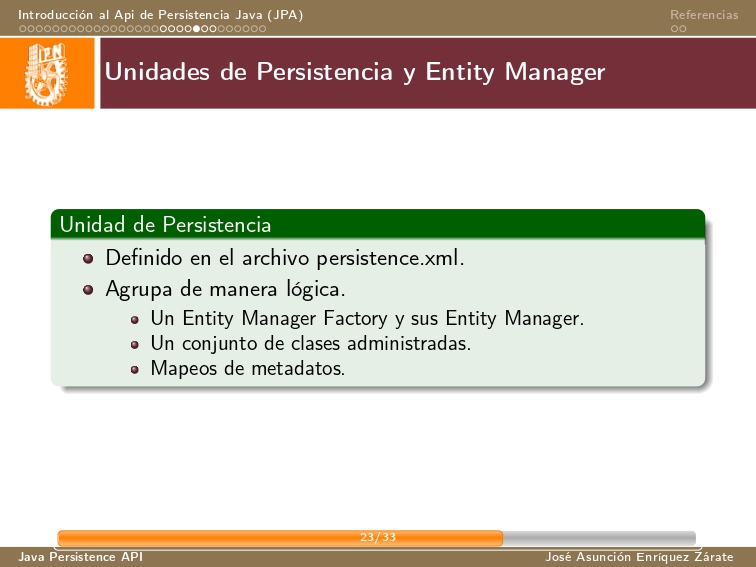 Introducción al Api de Persistencia Java (JPA)
Referencias
IPN
Unidades de Persistencia y Entity Manager
Unidad de Persistencia
Definido en el archivo persistence.xml.
Agrupa de manera lógica.
Un Entity Manager Factory y sus Entity Manager.
Un conjunto de clases administradas.
Mapeos de metadatos.
23/33
Java Persistence API
José Asunción Enríquez Zárate